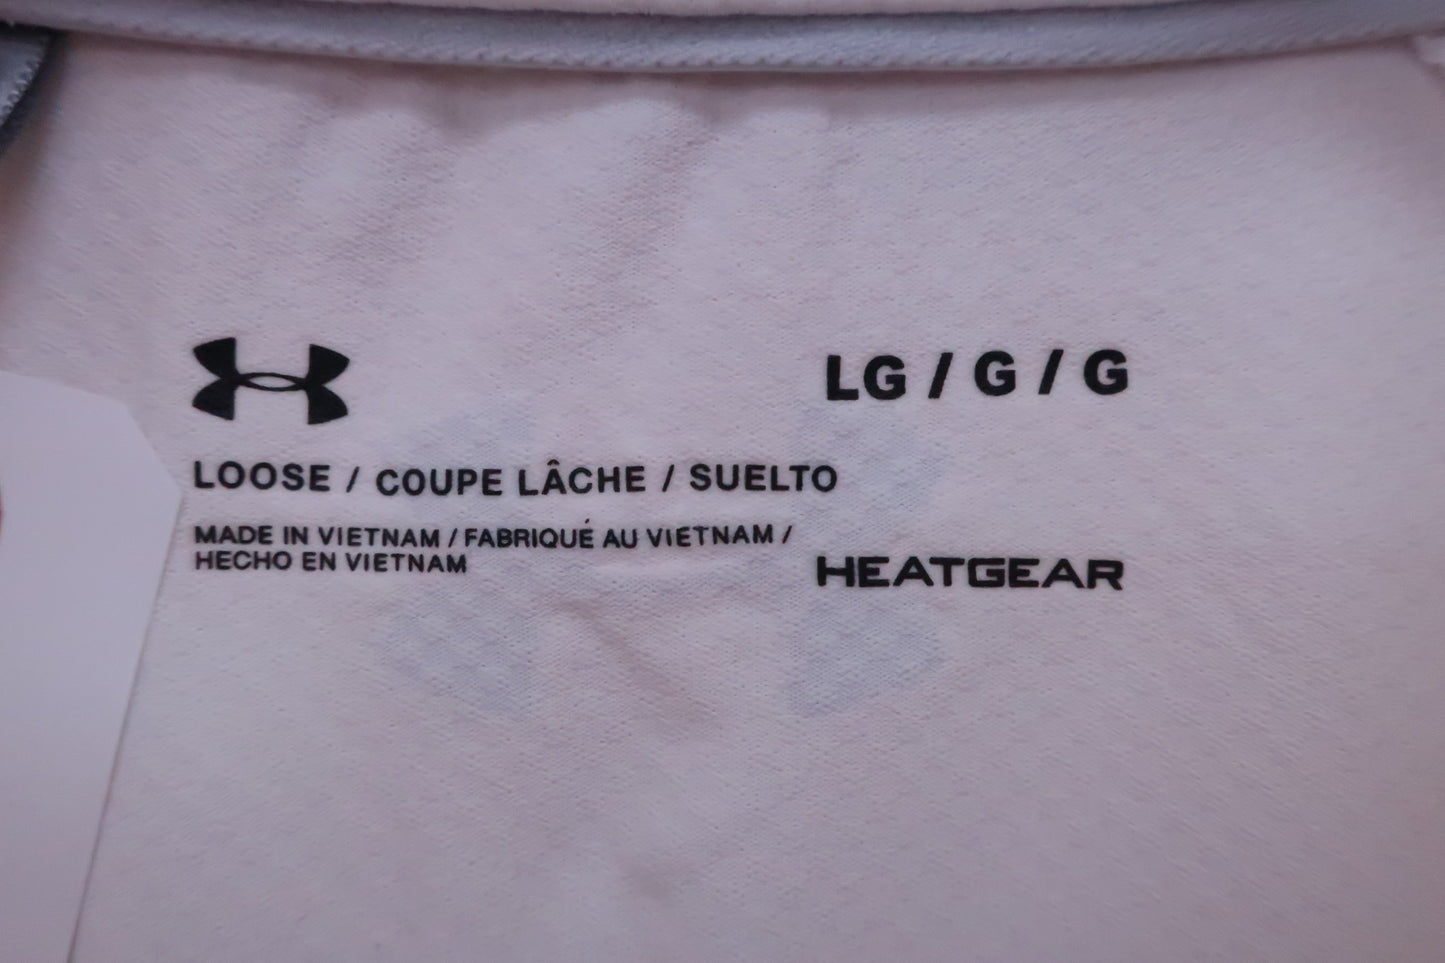 LG / G / G
LOOSE / COUPE LÂCHE / SUELTO
MADE IN VIETNAM / FABRIQUÉ AU VIETNAM /
HECHO EN VIETNAM
HEATGEAR